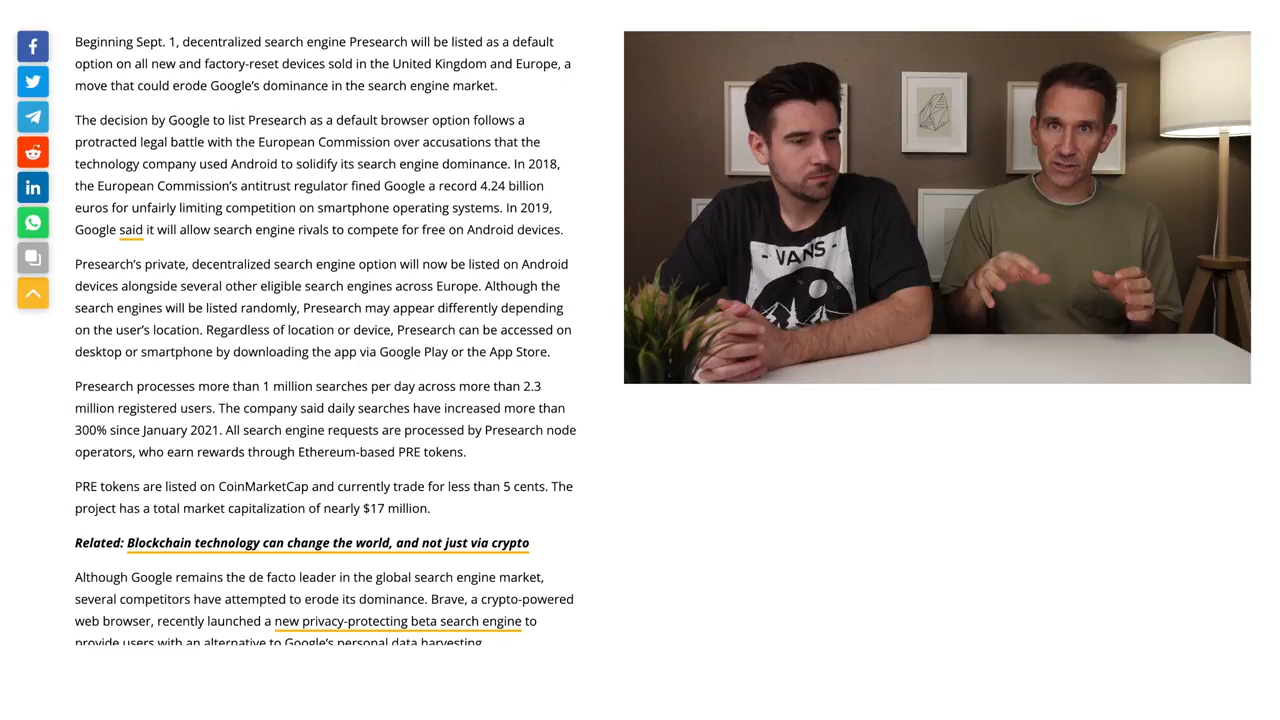 Beginning Sept. 1, decentralized search engine Presearch will be listed as a default
option on all new and factory-reset devices sold in the United Kingdom and Europe, a
move that could erode Google’s dominance in the search engine market.
The decision by Google to list Presearch as a default browser option follows a
protracted legal battle with the European Commission over accusations that the
technology company used Android to solidify its search engine dominance. In 2018,
the European Commission’s antitrust regulator fined Google a record 4.24 billion
euros for unfairly limiting competition on smartphone operating systems. In 2019,
Google said it will allow search engine rivals to compete for free on Android devices.
Presearch’s private, decentralized search engine option will now be listed on Android
devices alongside several other eligible search engines across Europe. Although the
search engines will be listed randomly, Presearch may appear differently depending
on the user’s location. Regardless of location or device, Presearch can be accessed on
desktop or smartphone by downloading the app via Google Play or the App Store.
Presearch processes more than 1 million searches per day across more than 2.3
million registered users. The company said daily searches have increased more than
300% since January 2021. All search engine requests are processed by Presearch node
operators, who earn rewards through Ethereum-based PRE tokens.
PRE tokens are listed on CoinMarketCap and currently trade for less than 5 cents. The
project has a total market capitalization of nearly $17 million.
Related: Blockchain technology can change the world, and not just via crypto
Although Google remains the de facto leader in the global search engine market,
several competitors have attempted to erode its dominance. Brave, a crypto-powered
web browser, recently launched a new privacy-protecting beta search engine to
provide users with an alternative to Google’s personal data harvesting.
- VANS -